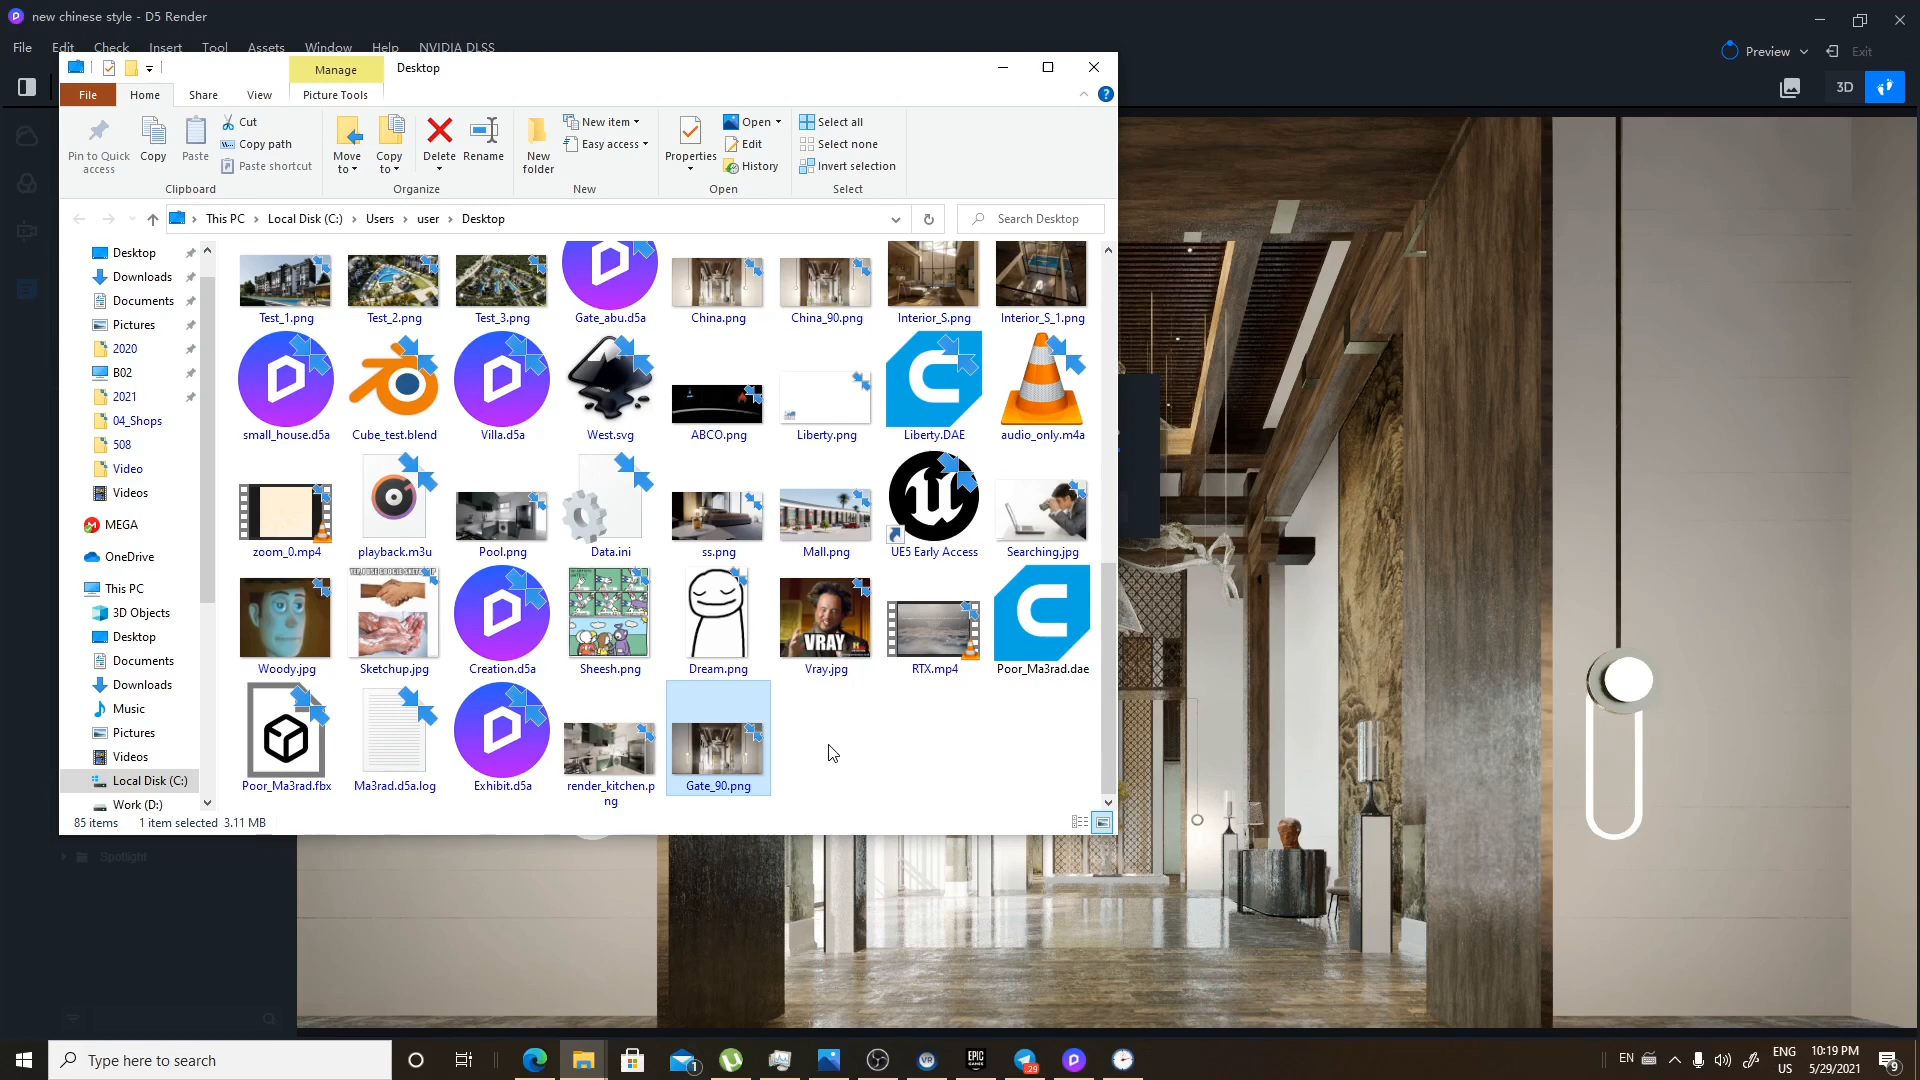 new chinese style - D5 Render
File Edit Check Insert Tool Assets Window Help NVIDIA DLSS
Preview Exit
3D
Manage Desktop
File Home Share View Picture Tools
Pin to Quick access
Copy
Paste
Cut
Copy path
Paste shortcut
Clipboard
Move to
Copy to
Delete
Rename
Organize
New folder
New item
Easy access
New
Properties
Open
Edit
History
Open
Select all
Select none
Invert selection
Select
This PC > Local Disk (C:) > Users > user > Desktop
Search Desktop
Desktop
Downloads
Documents
Pictures
2020
B02
2021
04_Shops
508
Video
Videos
MEGA
OneDrive
This PC
3D Objects
Desktop
Documents
Downloads
Music
Pictures
Videos
Local Disk (C:)
Work (D:)
Test_1.png Test_2.png Test_3.png Gate_abu.d5a China.png China_90.png Interior_S.png Interior_S_1.png
small_house.d5a Cube_test.blend Villa.d5a West.svg ABCO.png Liberty.png Liberty.DAE audio_only.m4a
zoom_0.mp4 playback.m3u Pool.png Data.ini ss.png Mall.png UE5 Early Access Searching.jpg
VRAY
Woody.jpg Sketchup.jpg Creation.d5a Sheesh.png Dream.png Vray.jpg RTX.mp4 Poor_Ma3rad.dae
Poor_Ma3rad.fbx Ma3rad.d5a.log Exhibit.d5a render_kitchen.png Gate_90.png
85 items 1 item selected 3.11 MB
Spotlight
Type here to search
1
VR
EPIC GAMES
29
EN
ENG
US
10:19 PM
5/29/2021
9